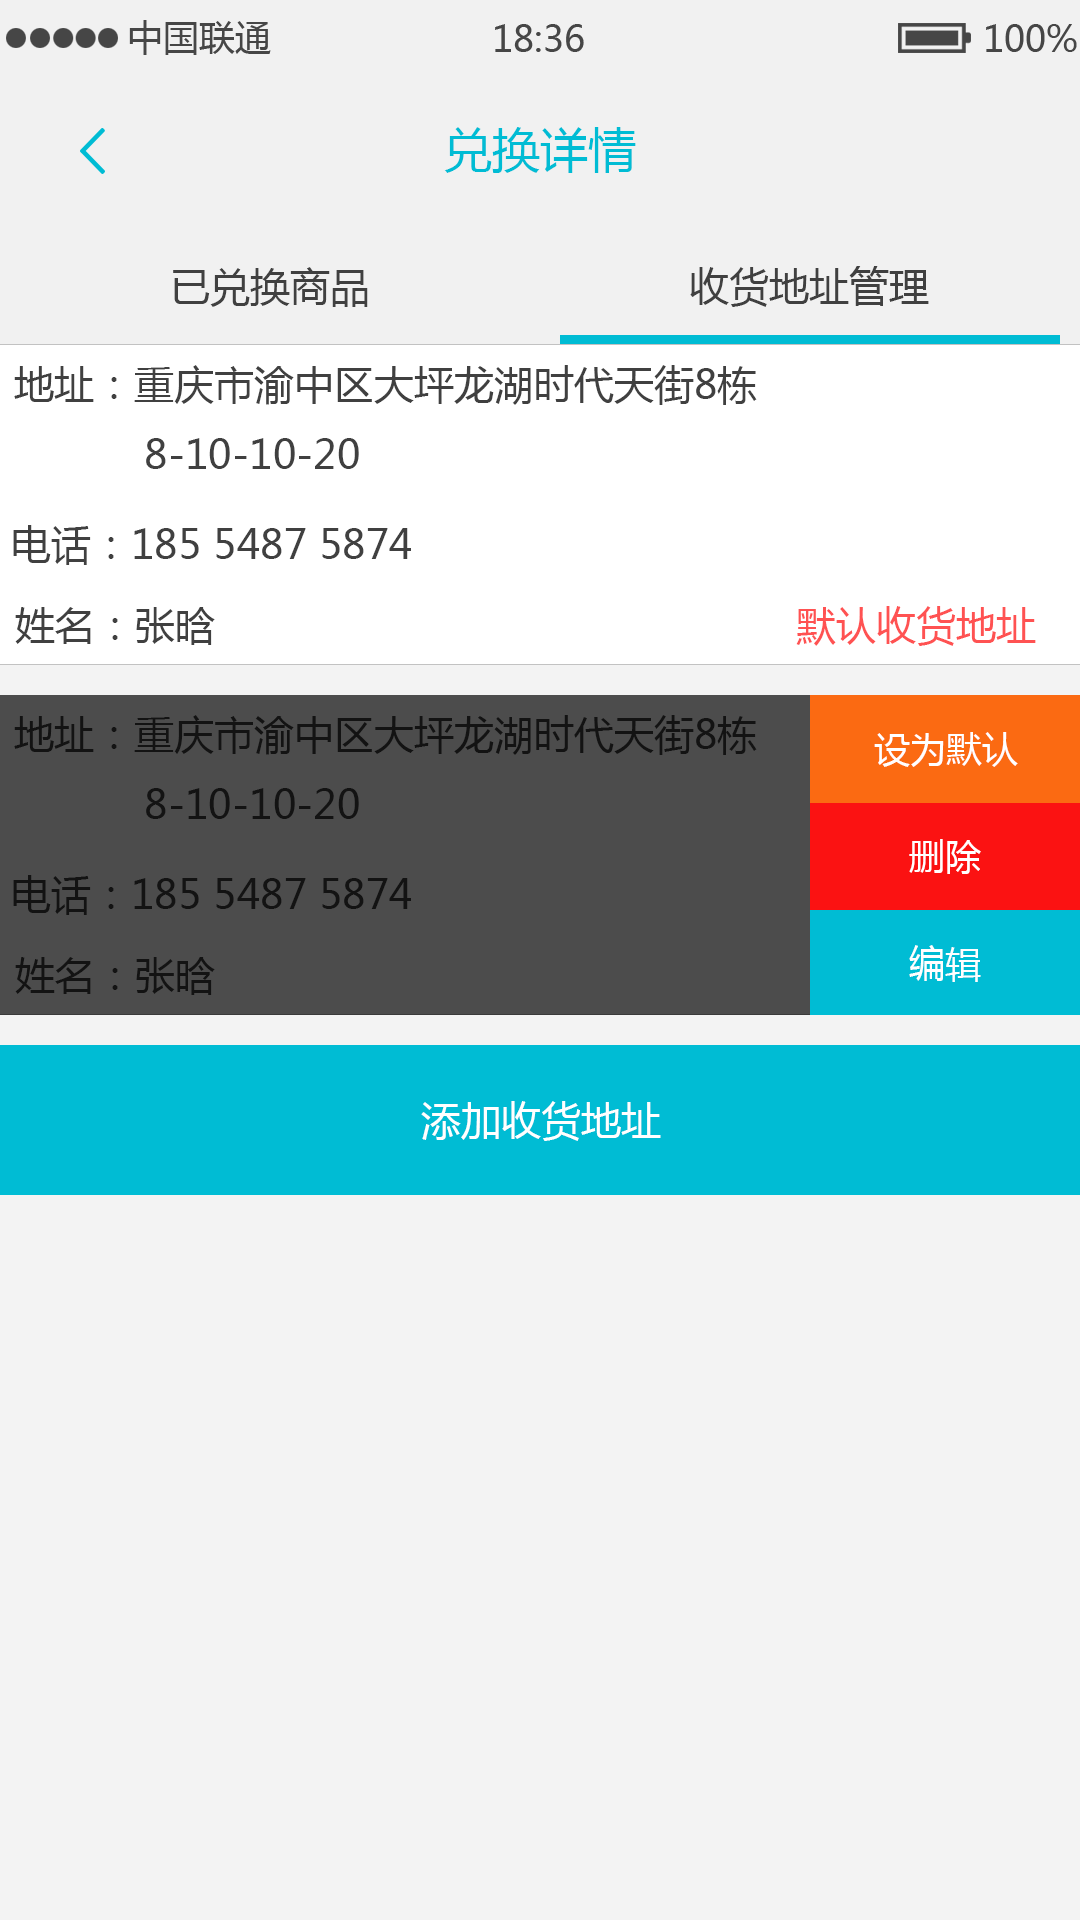 中国联通 18:36 100%
兑换详情
已兑换商品 收货地址管理
地址：重庆市渝中区大坪龙湖时代天街8栋
8-10-10-20
电话：185 5487 5874
姓名：张晗 默认收货地址
地址：重庆市渝中区大坪龙湖时代天街8栋
设为默认
8-10-10-20
删除
电话：185 5487 5874
姓名：张晗
编辑
添加收货地址